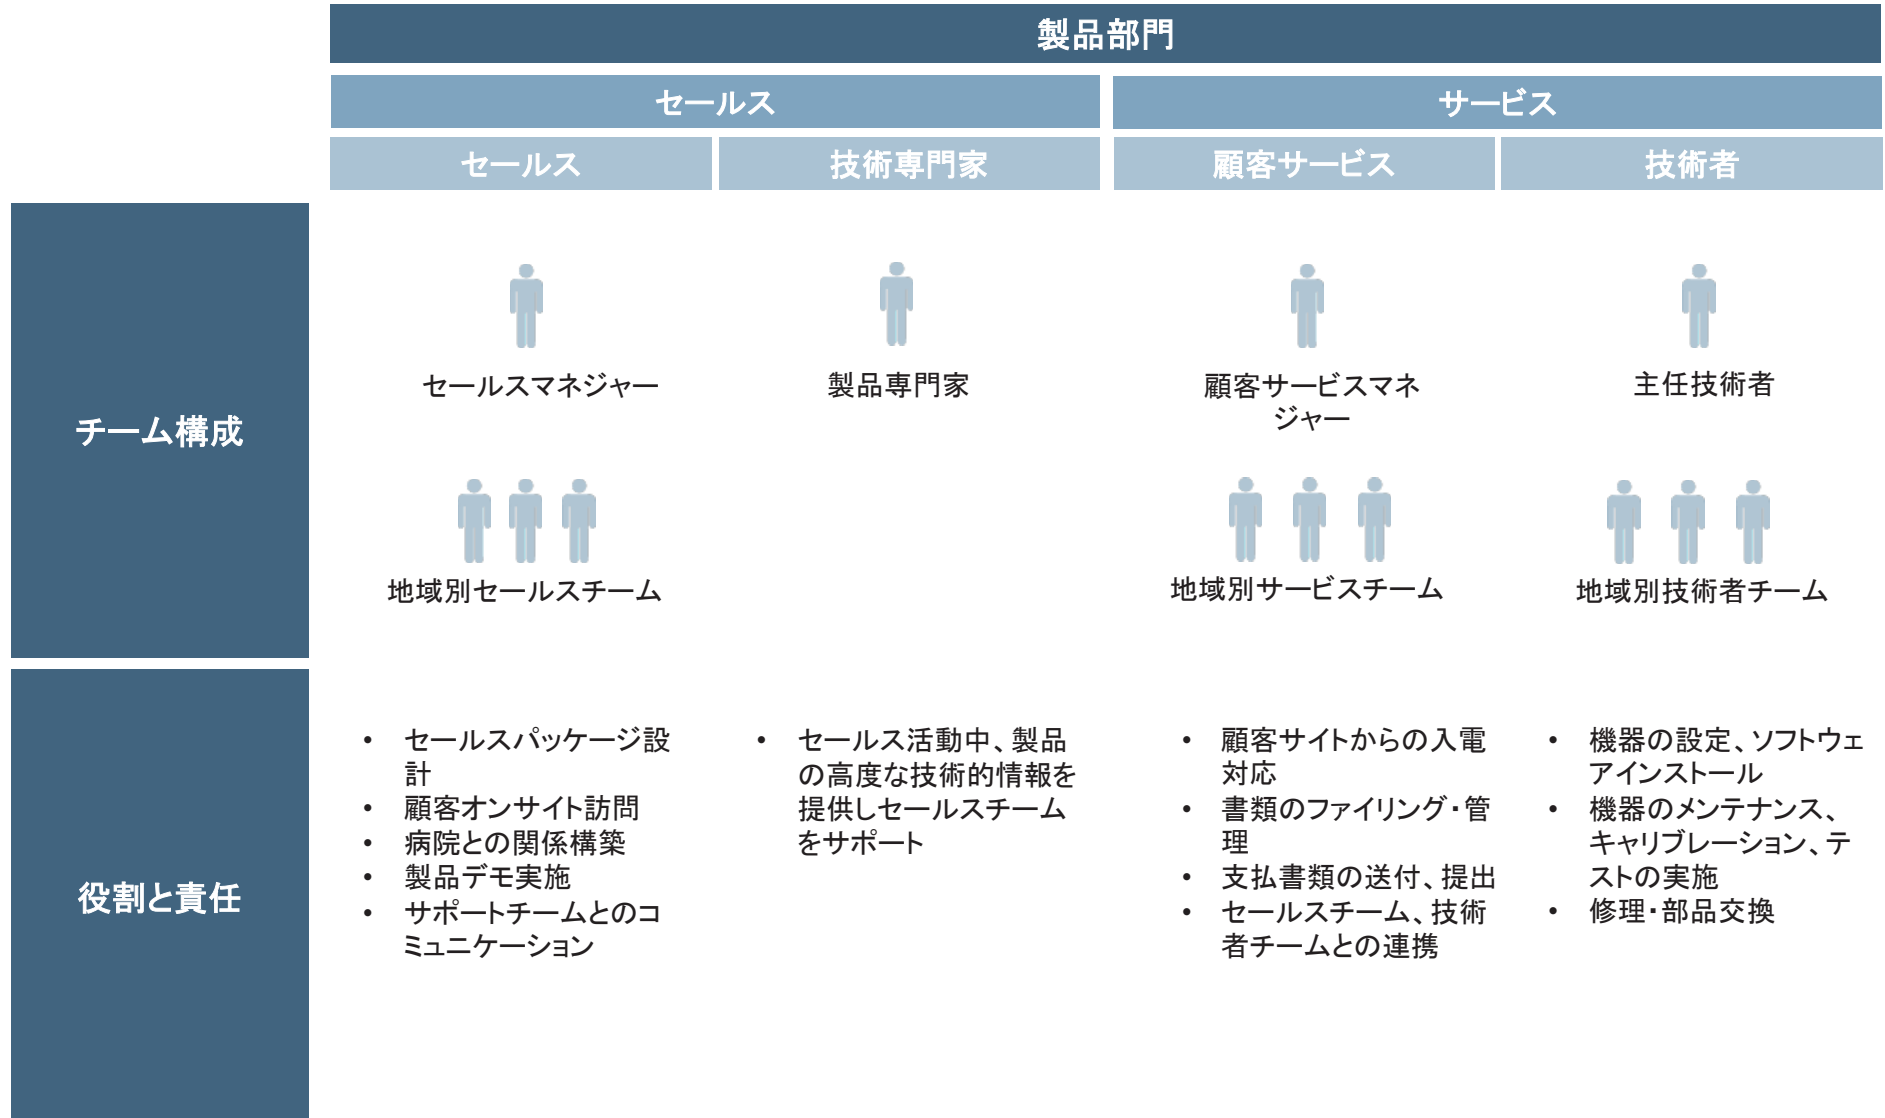 製品部門
セールス
サービス
セールス
技術専門家
顧客サービス
技術者
チーム構成
セールスマネジャー
製品専門家
顧客サービスマネ
ジャー
主任技術者
地域別セールスチーム
地域別サービスチーム
地域別技術者チーム
役割と責任
• セールスパッケージ設
計
• 顧客オンサイト訪問
• 病院との関係構築
• 製品デモ実施
• サポートチームとのコ
ミュニケーション
• セールス活動中、製品
の高度な技術的情報を
提供しセールスチーム
をサポート
• 顧客サイトからの入電
対応
• 書類のファイリング・管
理
• 支払書類の送付、提出
• セールスチーム、技術
者チームとの連携
• 機器の設定、ソフトウェ
アインストール
• 機器のメンテナンス、
キャリブレーション、テ
ストの実施
• 修理・部品交換